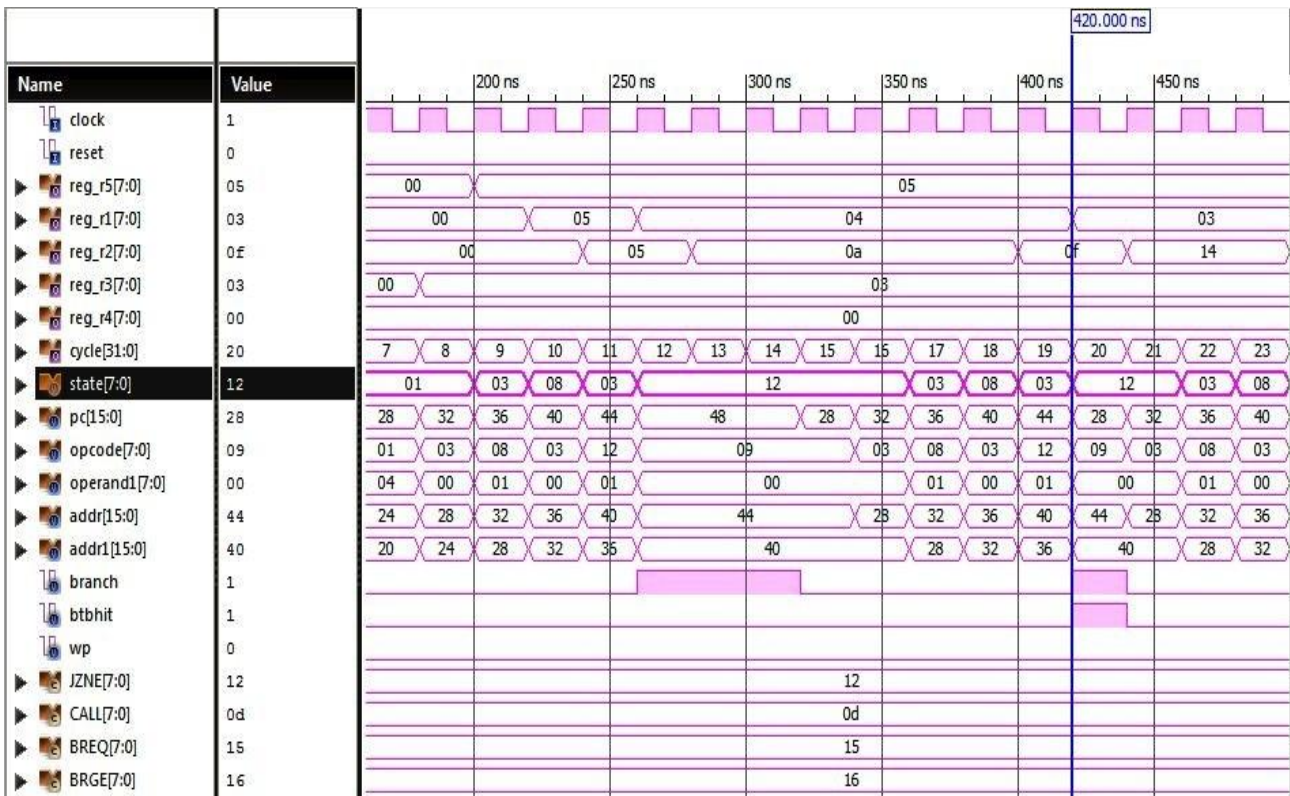 420.000 ns
Name Value 200 ns 250 ns 300 ns 350 ns 400 ns 450 ns
clock 1
reset 0
reg_r5[7:0] 05 00 05
reg_r1[7:0] 03 00 05 04 03
reg_r2[7:0] 0f 00 05 0a 0f 14
reg_r3[7:0] 03 00 03
reg_r4[7:0] 00 00
cycle[31:0] 20 7 8 9 10 11 12 13 14 15 16 17 18 19 20 21 22 23
state[7:0] 12 01 03 08 03 12 03 08 03 12 03 08
pc[15:0] 28 28 32 36 40 44 48 28 32 36 40 44 28 32 36 40
opcode[7:0] 09 01 03 08 03 12 09 03 08 03 12 09 03 08 03
operand1[7:0] 00 04 00 01 00 01 00 01 00 01 00 01 00
addr[15:0] 44 24 28 32 36 40 44 28 32 36 40 44 28 32 36
addr1[15:0] 40 20 24 28 32 36 40 28 32 36 40 28 32
branch 1
btbhit 1
wp 0
JZNE[7:0] 12 12
CALL[7:0] 0d 0d
BREQ[7:0] 15 15
BRGE[7:0] 16 16